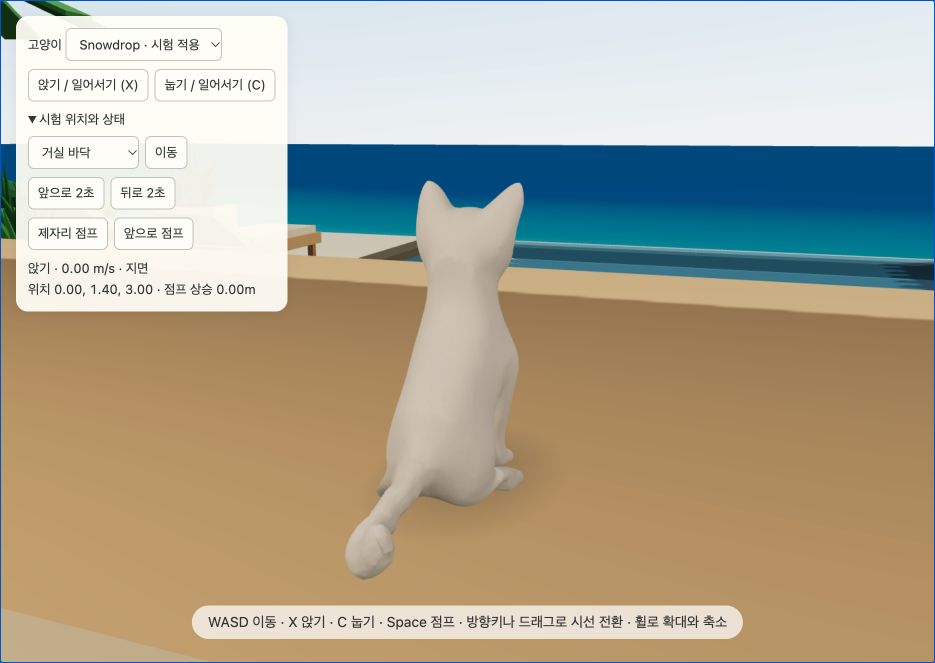 고양이 Snowdrop · 시험 적용
앉기 / 일어서기 (X) 눕기 / 일어서기 (C)
▼시험 위치와 상태
거실 바닥 이동
앞으로 2초 뒤로 2초
제자리 점프 앞으로 점프
앉기 · 0.00 m/s · 지면
위치 0.00, 1.40, 3.00 · 점프 상승 0.00m
WASD 이동 · X 앉기 · C 눕기 · Space 점프 · 방향키나 드래그로 시선 전환 · 휠로 확대와 축소